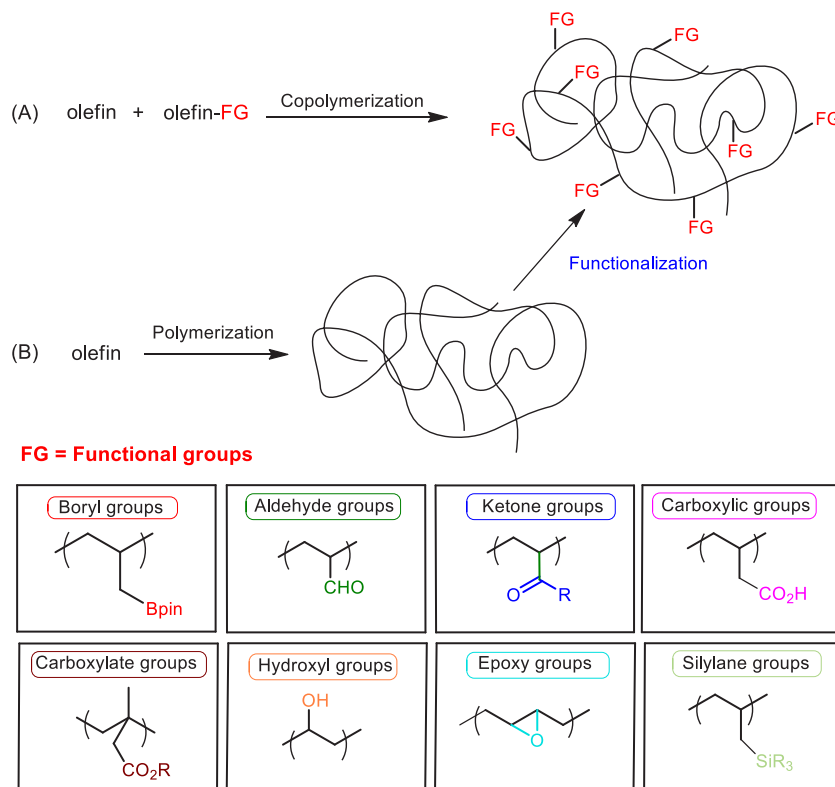 FG
FG
FG
(A) olefin + olefin-FG Copolymerization
FG
FG
FG
FG
FG
Functionalization
(B) olefin Polymerization
FG = Functional groups
Boryl groups
Bpin
Aldehyde groups
CHO
Ketone groups
O R
Carboxylic groups
CO2H
Carboxylate groups
CO2R
Hydroxyl groups
OH
Epoxy groups
O
Silylane groups
SiR3